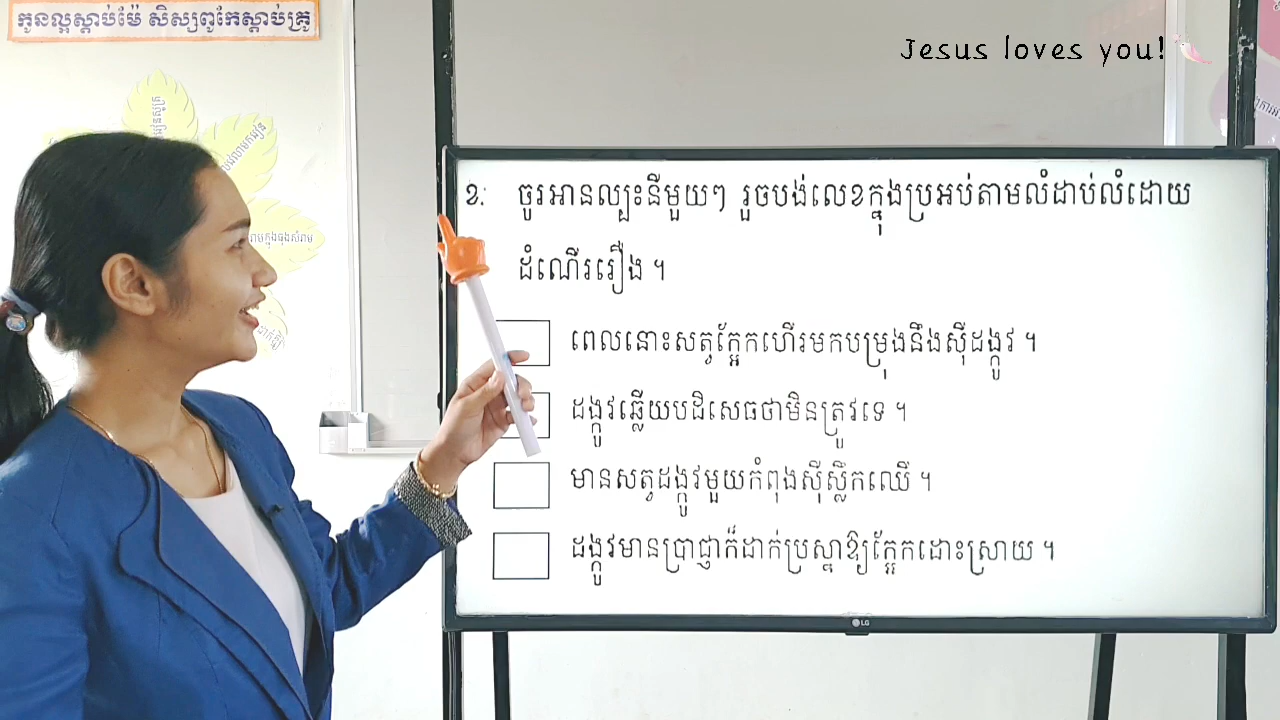 កូនល្អស្ដាប់ម៉ែ សិស្សពូកែស្ដាប់គ្រូ
Jesus loves you!
ខៈ ចូរអានល្បះនីមួយៗ រួចបង់លេខក្នុងប្រអប់តាមលំដាប់លំដោយ
ដំណើររឿង ។
ពេលនោះសត្វក្អែកហើរមកបម្រុងនឹងស៊ីដង្កូវ ។
ដង្កូវឆ្លើយបដិសេធថាមិនត្រូវទេ ។
មានសត្វដង្កូវមួយកំពុងស៊ីស្លឹកឈើ ។
ដង្កូវមានប្រាជ្ញាក៏ដាក់ប្រស្នាឱ្យក្អែកដោះស្រាយ ។
LG